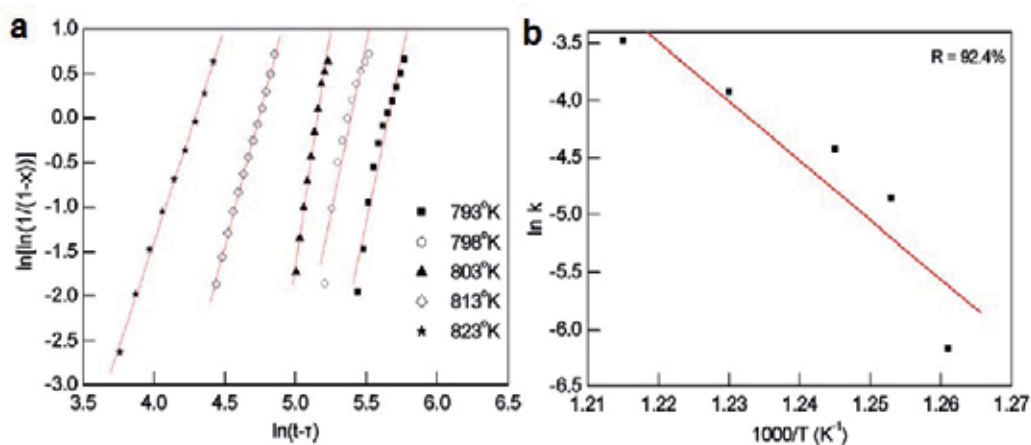 a
ln[ln(1/(1-x))]
1.0
0.5
0.0
-0.5
-1.0
-1.5
-2.0
-2.5
-3.0
3.5 4.0 4.5 5.0 5.5 6.0 6.5
ln(t-τ)
793°K
798°K
803°K
813°K
823°K
b
ln k
-3.5
-4.0
-4.5
-5.0
-5.5
-6.0
-6.5
1.21 1.22 1.23 1.24 1.25 1.26 1.27
1000/T (K⁻¹)
R = 92.4%